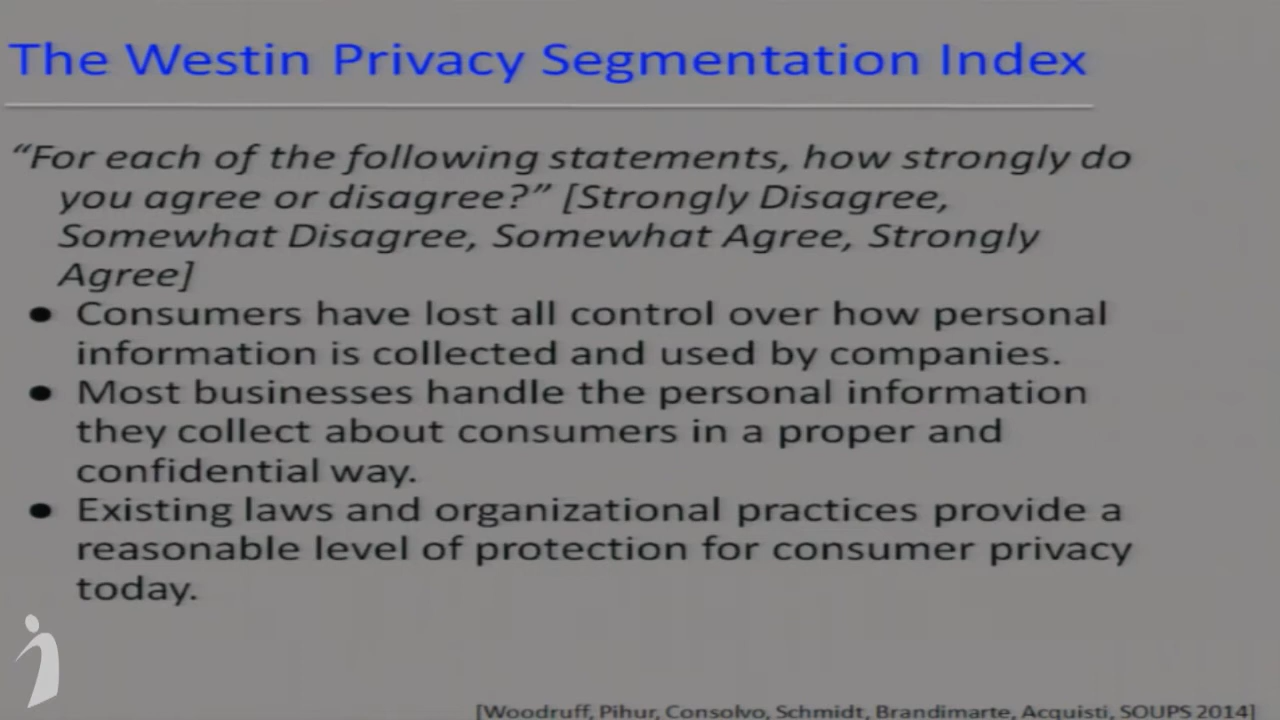 The Westin Privacy Segmentation Index
“For each of the following statements, how strongly do
you agree or disagree?” [Strongly Disagree,
Somewhat Disagree, Somewhat Agree, Strongly
Agree]
● Consumers have lost all control over how personal
information is collected and used by companies.
● Most businesses handle the personal information
they collect about consumers in a proper and
confidential way.
● Existing laws and organizational practices provide a
reasonable level of protection for consumer privacy
today.
[Woodruff, Pihur, Consolvo, Schmidt, Brandimarte, Acquisti, SOUPS 2014]